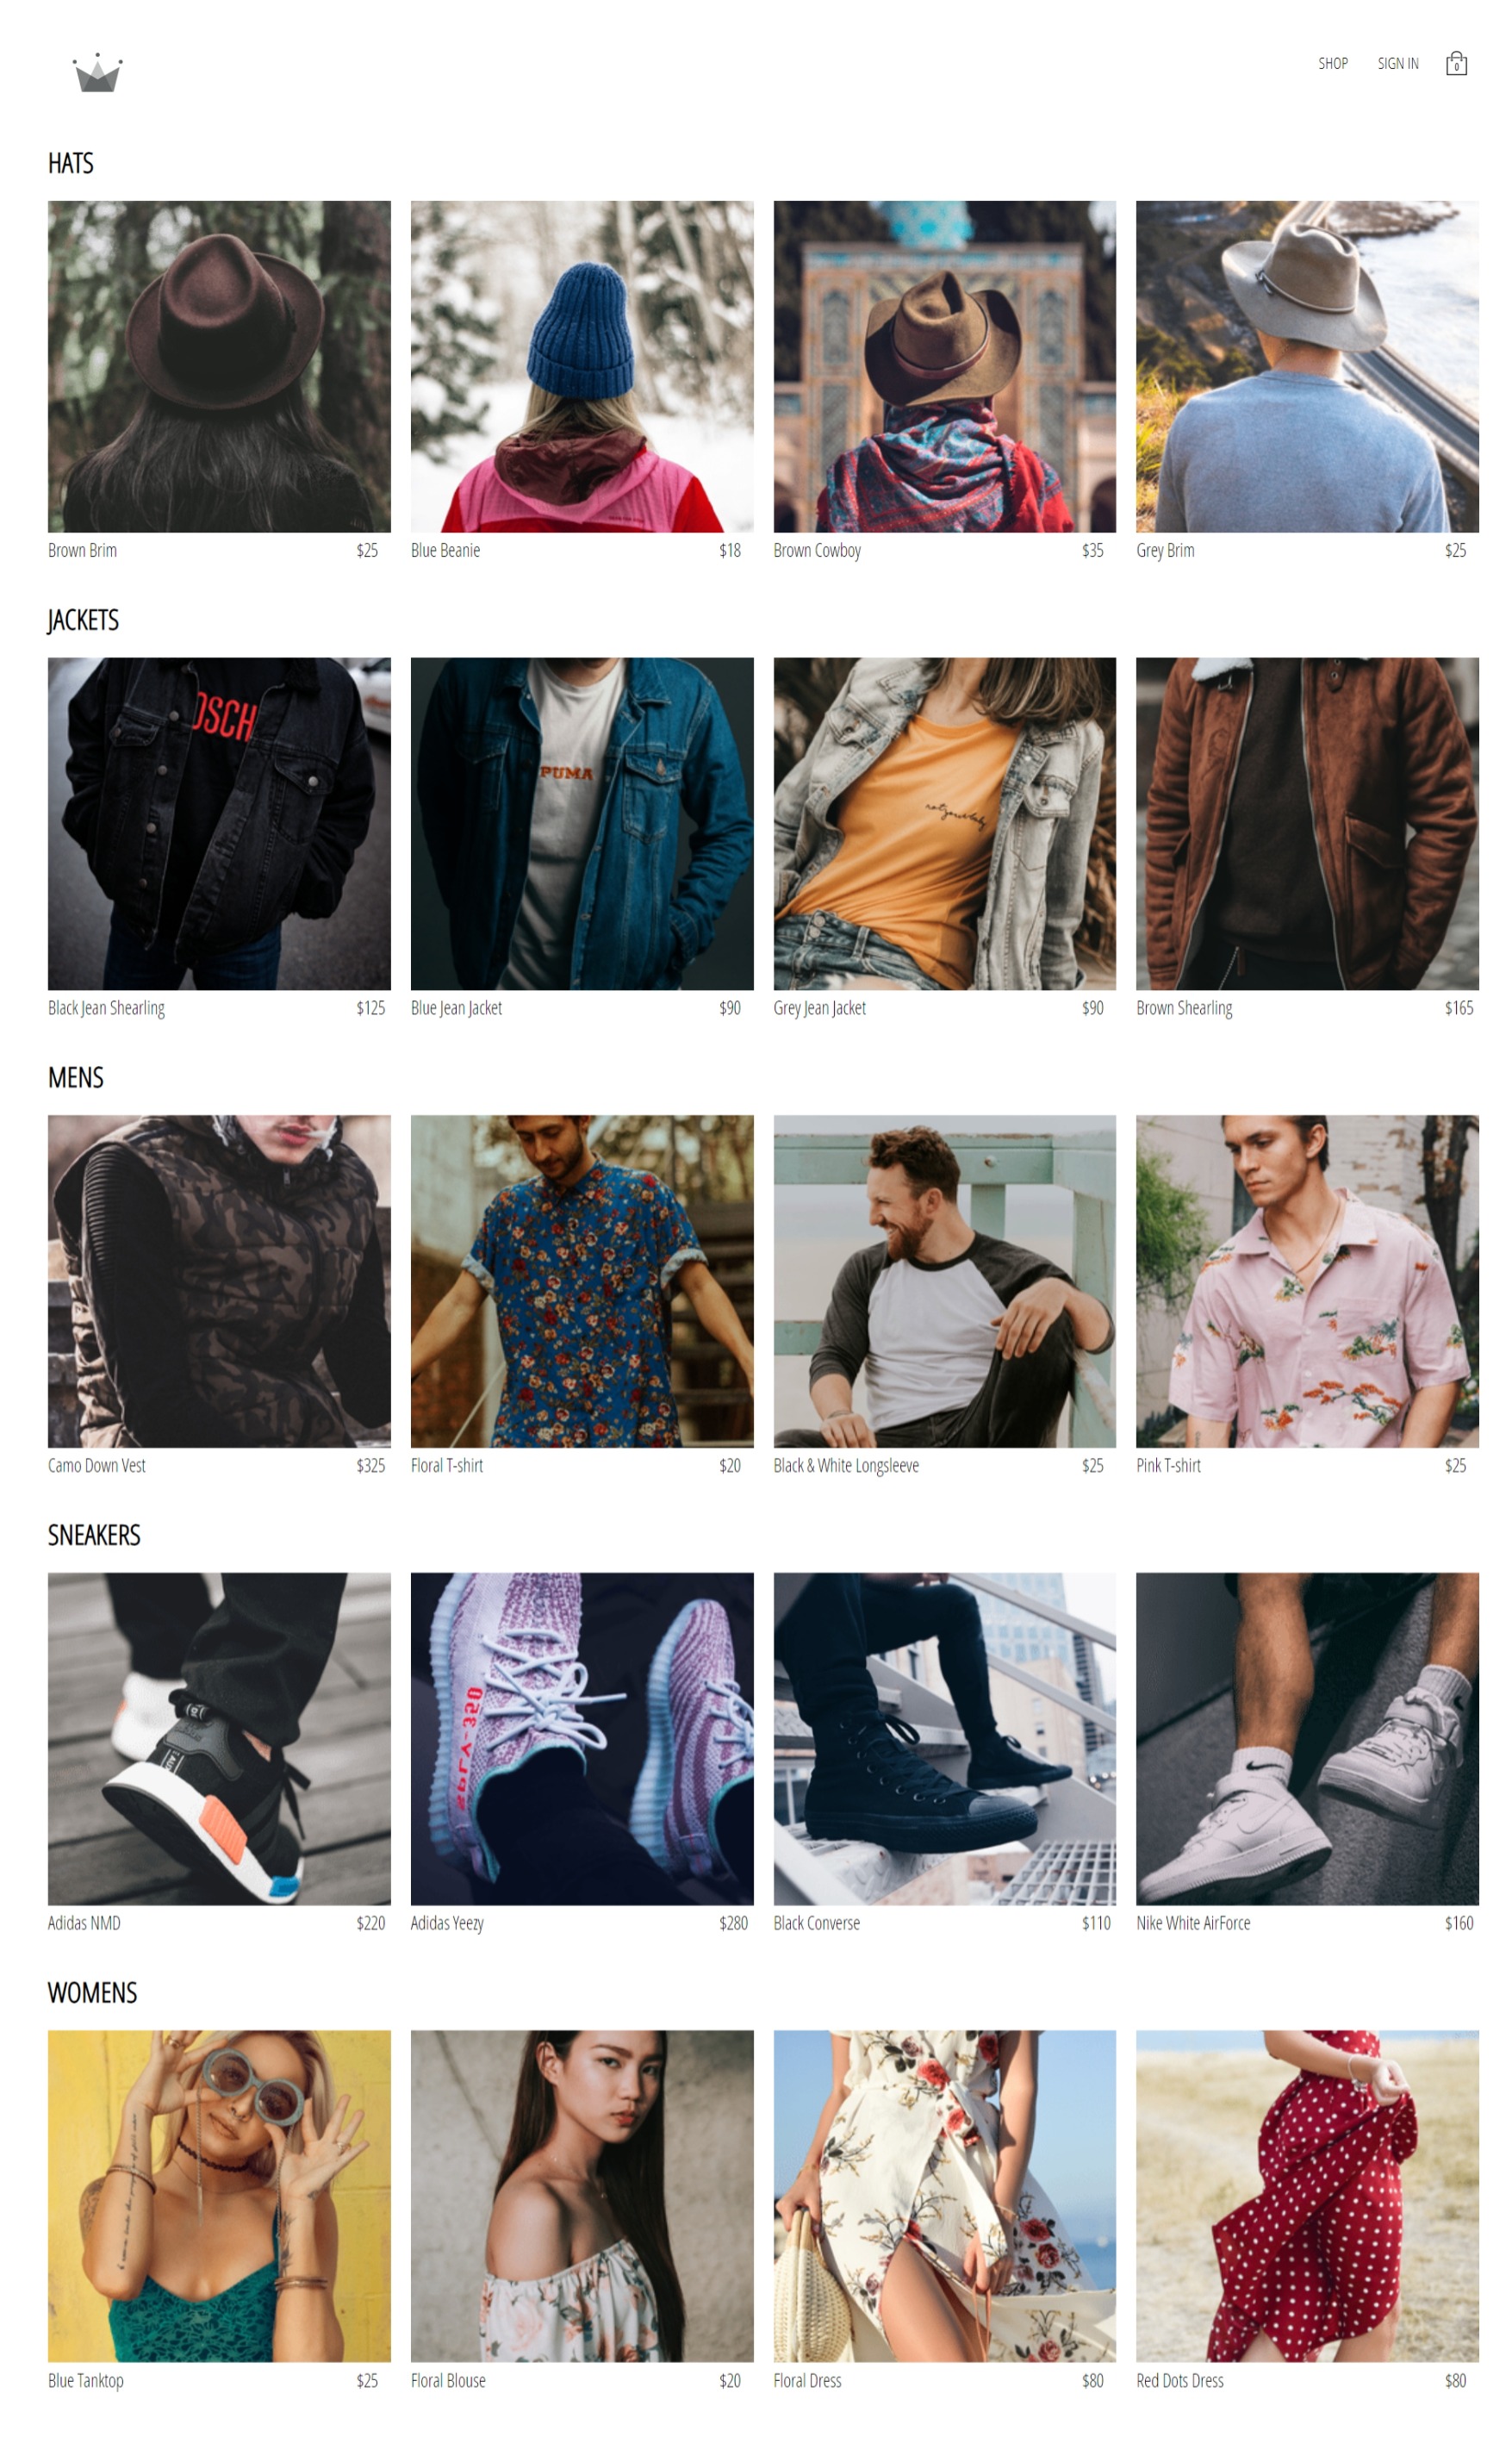 SHOP SIGN IN 0
HATS
Brown Brim $25 Blue Beanie $18 Brown Cowboy $35 Grey Brim $25
JACKETS
OSCH
PUMA
Black Jean Shearling $125 Blue Jean Jacket $90 Grey Jean Jacket $90 Brown Shearling $165
MENS
Camo Down Vest $325 Floral T-shirt $20 Black & White Longsleeve $25 Pink T-shirt $25
SNEAKERS
Adidas NMD $220 Adidas Yeezy $280 Black Converse $110 Nike White AirForce $160
WOMENS
Blue Tanktop $25 Floral Blouse $20 Floral Dress $80 Red Dots Dress $80